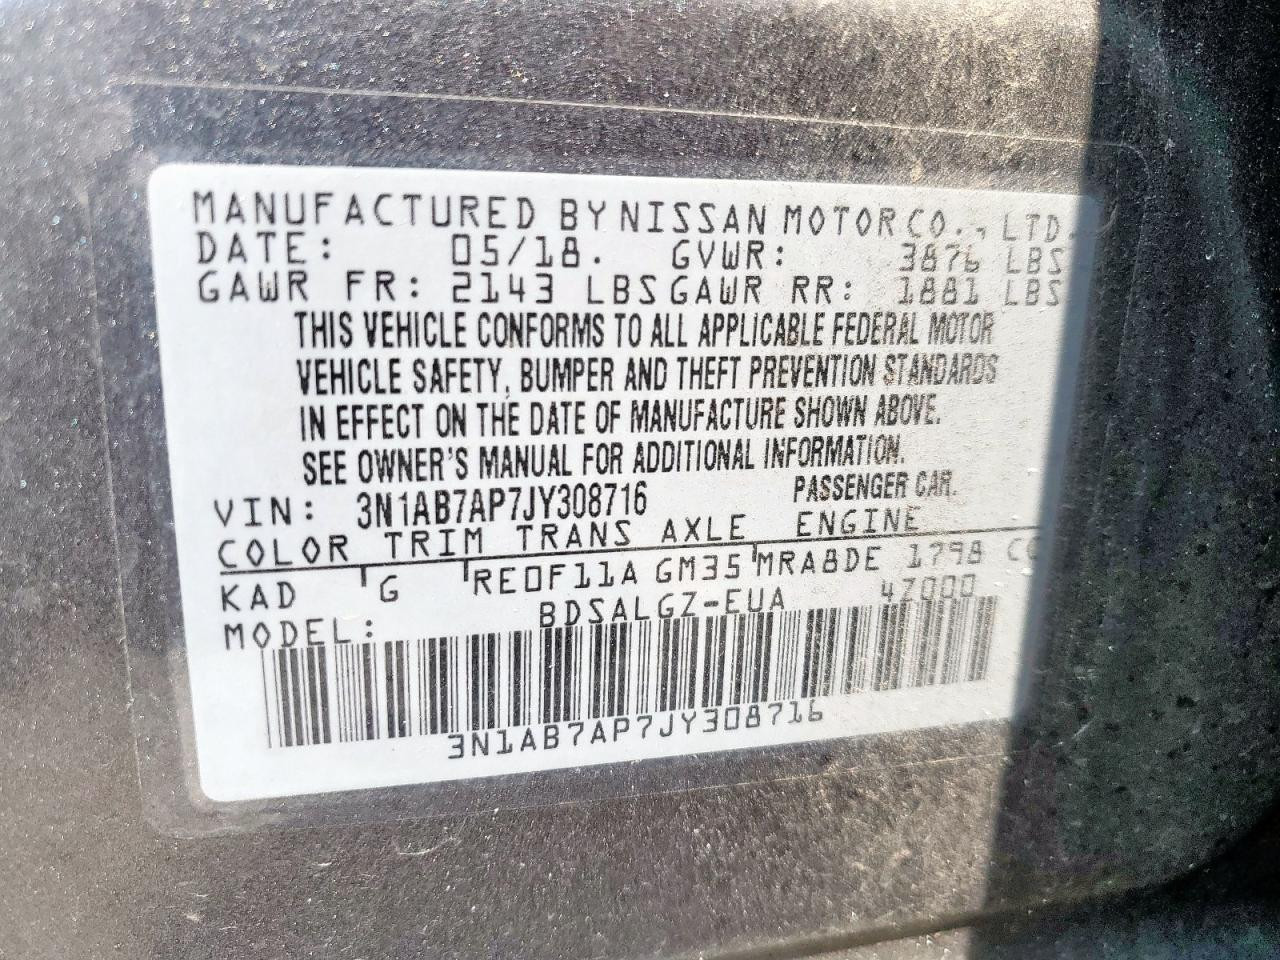 MANUFACTURED BY NISSAN MOTOR CO., LTD.
DATE: 05/18. GVWR: 3876 LBS
GAWR FR: 2143 LBS GAWR RR: 1881 LBS
THIS VEHICLE CONFORMS TO ALL APPLICABLE FEDERAL MOTOR
VEHICLE SAFETY, BUMPER AND THEFT PREVENTION STANDARDS
IN EFFECT ON THE DATE OF MANUFACTURE SHOWN ABOVE.
SEE OWNER'S MANUAL FOR ADDITIONAL INFORMATION.
VIN: 3N1AB7AP7JY308716 PASSENGER CAR.
COLOR TRIM TRANS AXLE ENGINE
KAD G RE0F11A GM35 MRA8DE 1798 CC
MODEL: BDSALGZ-EUA 4Z000
3N1AB7AP7JY308716